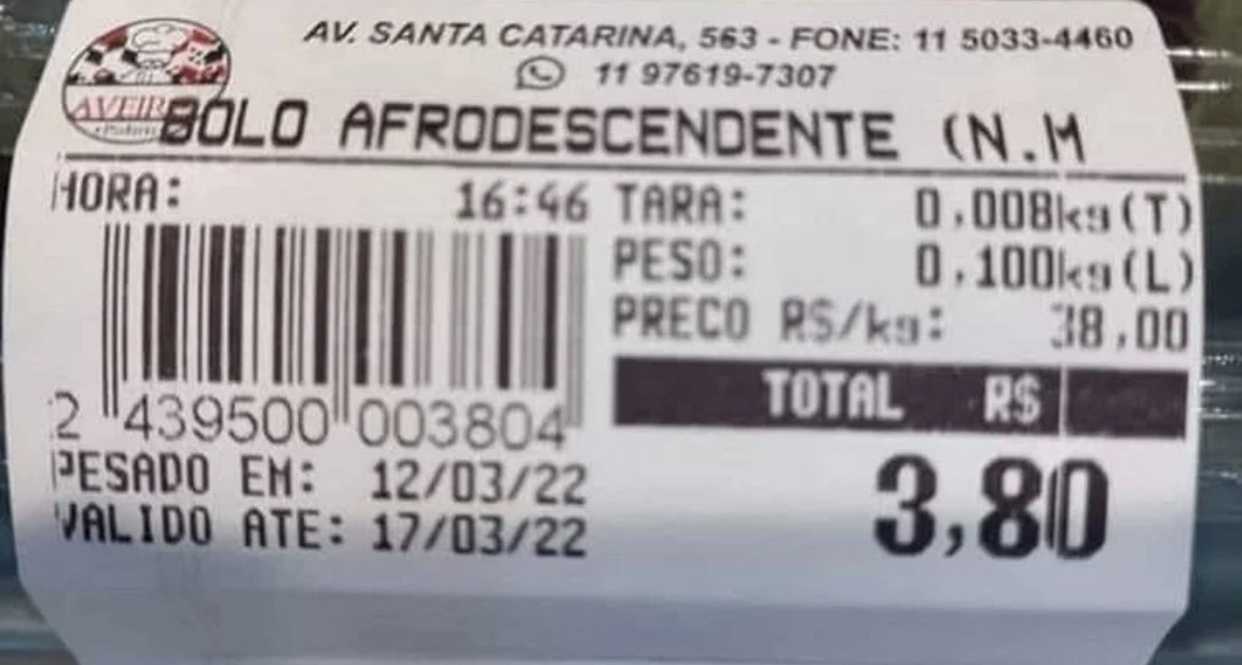 AV. SANTA CATARINA, 563 - FONE: 11 5033-4460
11 97619-7307
AVEIR
BOLO AFRODESCENDENTE (N.M
HORA: 16:46
TARA: 0,008kg(T)
PESO: 0,100kg(L)
PRECO R$/kg: 38,00
TOTAL R$
3,80
2 439500 003804
PESADO EM: 12/03/22
VALIDO ATE: 17/03/22